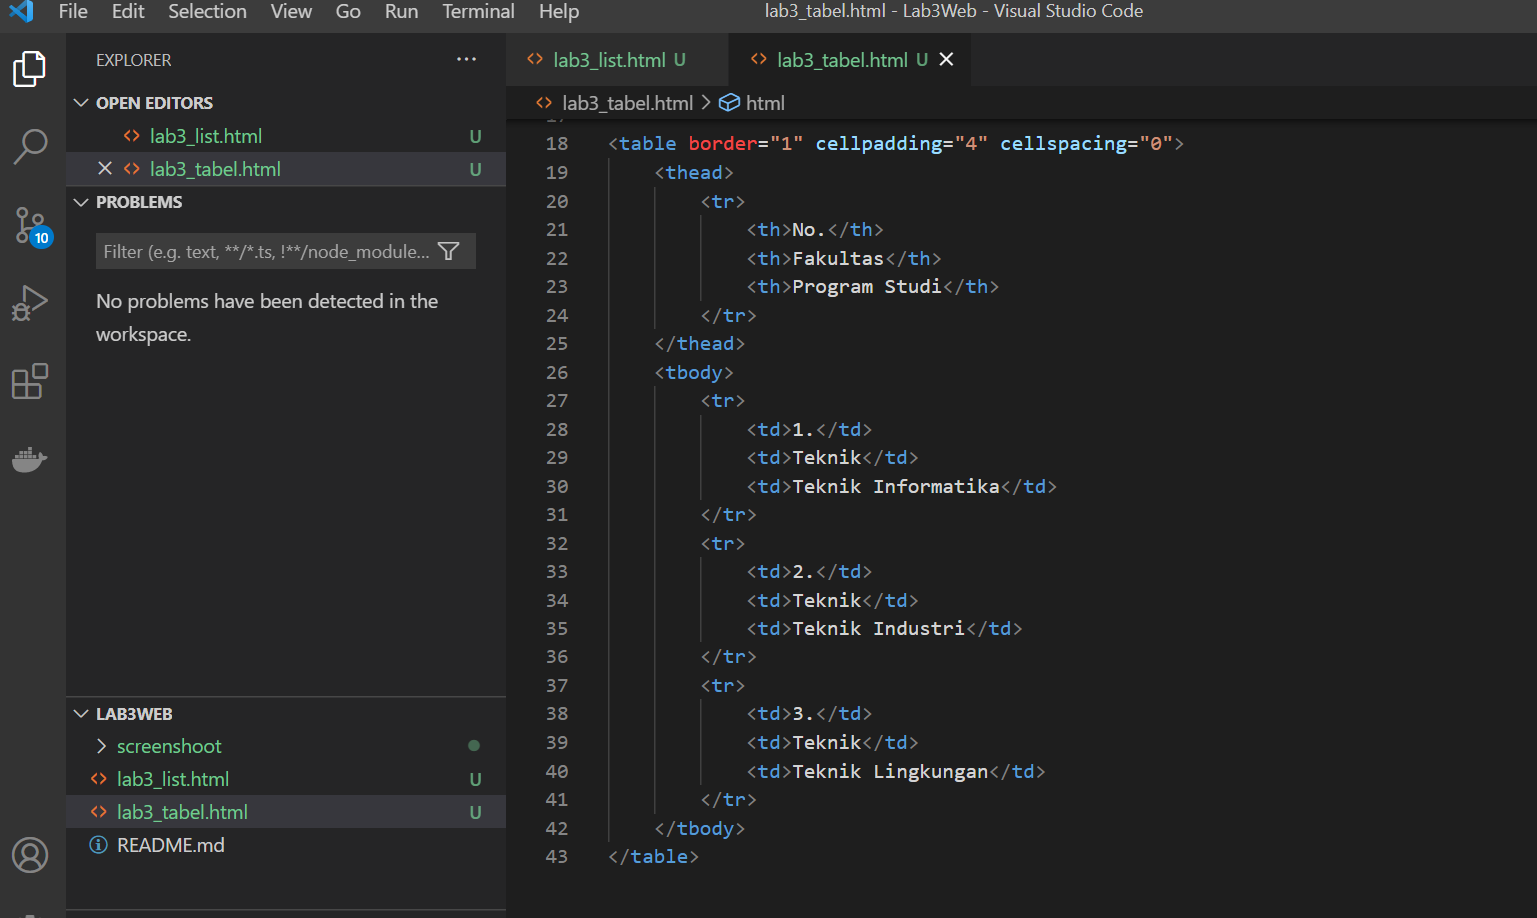 File Edit Selection View Go Run Terminal Help lab3_tabel.html - Lab3Web - Visual Studio Code
EXPLORER ...
OPEN EDITORS
lab3_list.html U
lab3_tabel.html U
PROBLEMS
Filter (e.g. text, **/*.ts, !**/node_module...
No problems have been detected in the
workspace.
10
LAB3WEB
screenshoot
lab3_list.html U
lab3_tabel.html U
README.md
lab3_list.html U lab3_tabel.html U
lab3_tabel.html > html
18 <table border="1" cellpadding="4" cellspacing="0">
19 <thead>
20 <tr>
21 <th>No.</th>
22 <th>Fakultas</th>
23 <th>Program Studi</th>
24 </tr>
25 </thead>
26 <tbody>
27 <tr>
28 <td>1.</td>
29 <td>Teknik</td>
30 <td>Teknik Informatika</td>
31 </tr>
32 <tr>
33 <td>2.</td>
34 <td>Teknik</td>
35 <td>Teknik Industri</td>
36 </tr>
37 <tr>
38 <td>3.</td>
39 <td>Teknik</td>
40 <td>Teknik Lingkungan</td>
41 </tr>
42 </tbody>
43 </table>